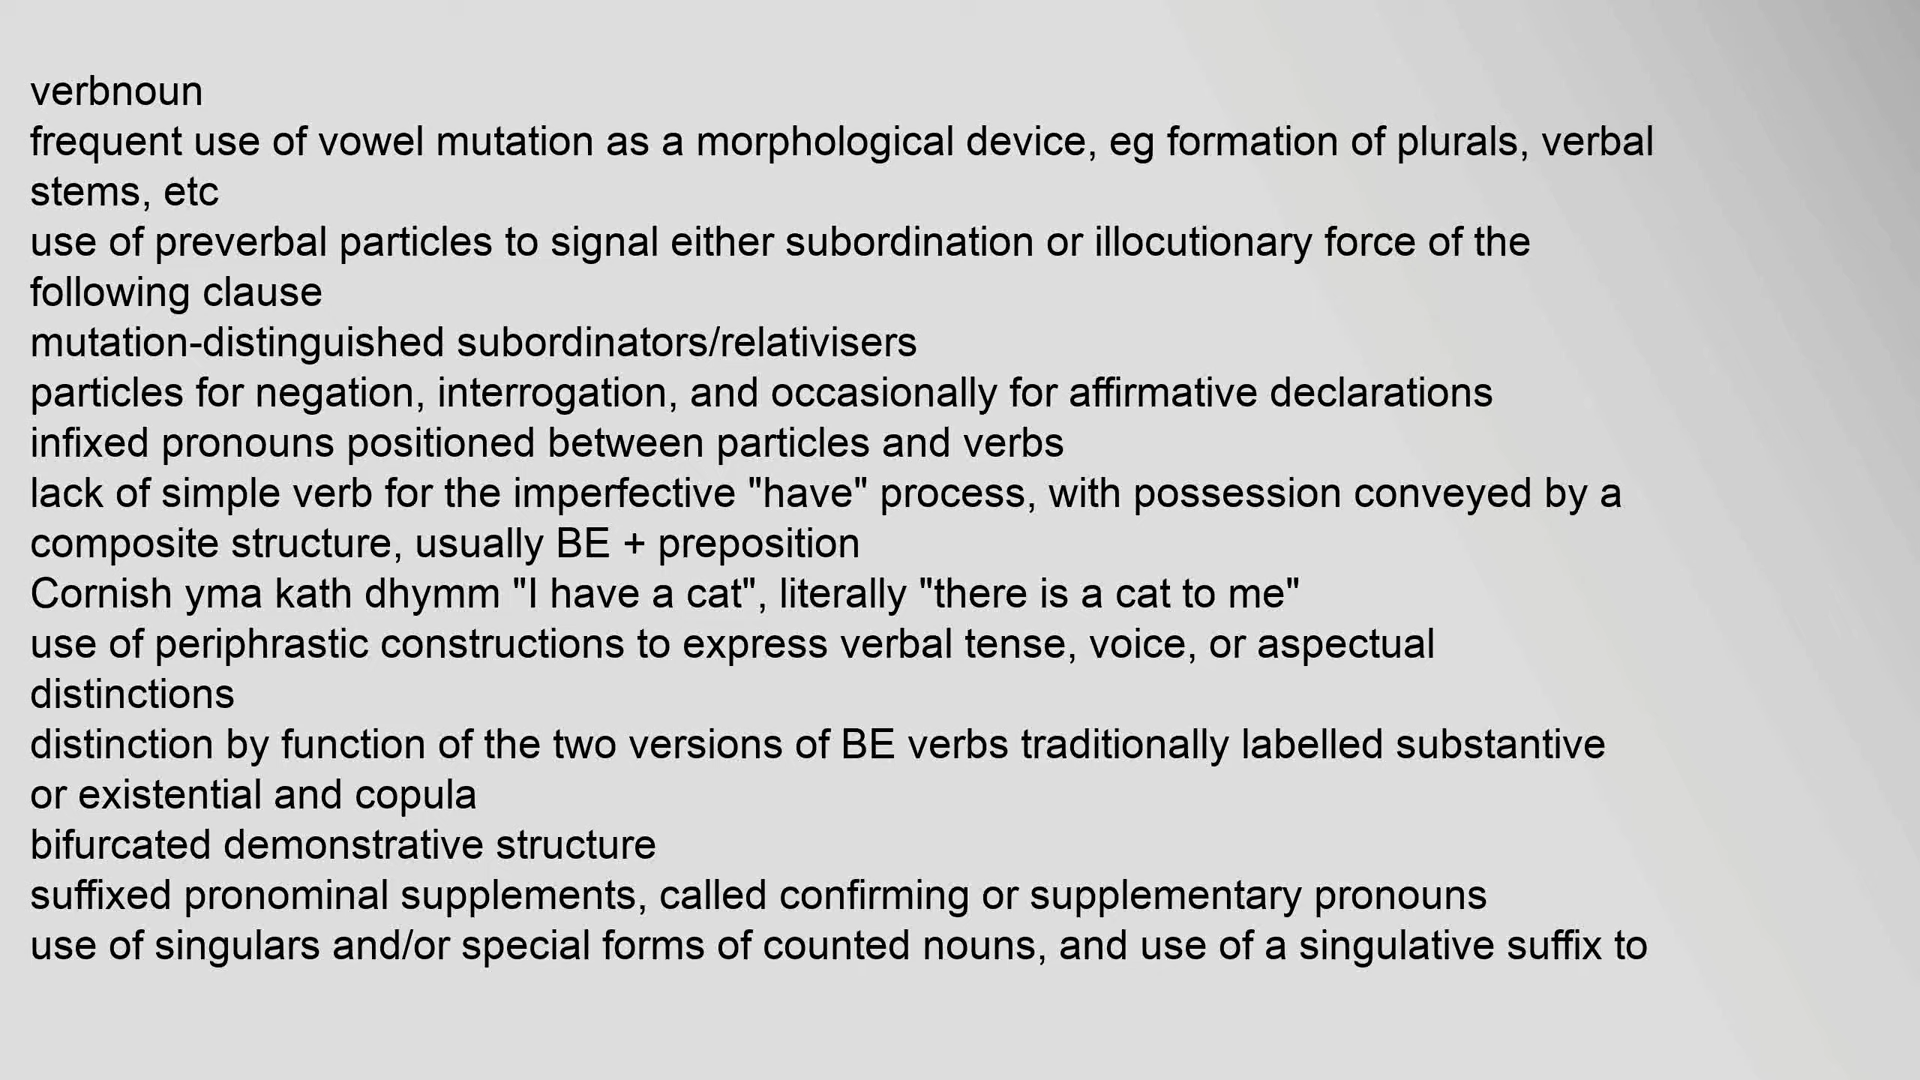 verbnoun
frequent use of vowel mutation as a morphological device, eg formation of plurals, verbal
stems, etc
use of preverbal particles to signal either subordination or illocutionary force of the
following clause
mutation-distinguished subordinators/relativisers
particles for negation, interrogation, and occasionally for affirmative declarations
infixed pronouns positioned between particles and verbs
lack of simple verb for the imperfective "have" process, with possession conveyed by a
composite structure, usually BE + preposition
Cornish yma kath dhymm "I have a cat", literally "there is a cat to me"
use of periphrastic constructions to express verbal tense, voice, or aspectual
distinctions
distinction by function of the two versions of BE verbs traditionally labelled substantive
or existential and copula
bifurcated demonstrative structure
suffixed pronominal supplements, called confirming or supplementary pronouns
use of singulars and/or special forms of counted nouns, and use of a singulative suffix to